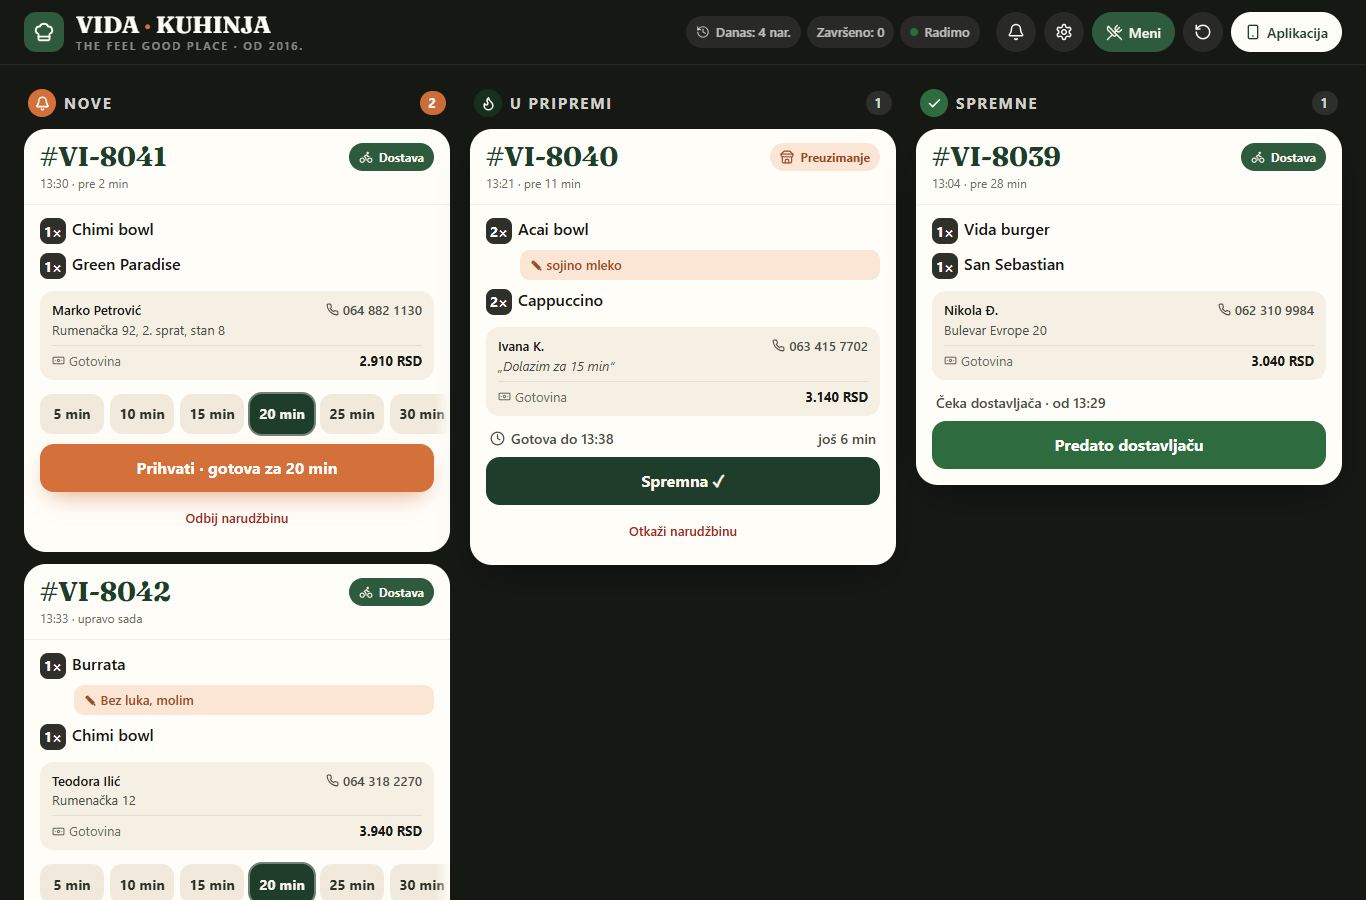 VIDA · KUHINJA
THE FEEL GOOD PLACE · OD 2016.
Danas: 4 nar.
Završeno: 0
Radimo
Meni
Aplikacija
NOVE
2
#VI-8041
Dostava
13:30 · pre 2 min
1× Chimi bowl
1× Green Paradise
Marko Petrović
064 882 1130
Rumenačka 92, 2. sprat, stan 8
Gotovina
2.910 RSD
5 min
10 min
15 min
20 min
25 min
30 min
Prihvati · gotova za 20 min
Odbij narudžbinu
#VI-8042
Dostava
13:33 · upravo sada
1× Burrata
Bez luka, molim
1× Chimi bowl
Teodora Ilić
064 318 2270
Rumenačka 12
Gotovina
3.940 RSD
5 min
10 min
15 min
20 min
25 min
30 min
U PRIPREMI
1
#VI-8040
Preuzimanje
13:21 · pre 11 min
2× Acai bowl
sojino mleko
2× Cappuccino
Ivana K.
063 415 7702
„Dolazim za 15 min“
Gotovina
3.140 RSD
Gotova do 13:38
još 6 min
Spremna ✓
Otkaži narudžbinu
SPREMNE
1
#VI-8039
Dostava
13:04 · pre 28 min
1× Vida burger
1× San Sebastian
Nikola Đ.
062 310 9984
Bulevar Evrope 20
Gotovina
3.040 RSD
Čeka dostavljača · od 13:29
Predato dostavljaču